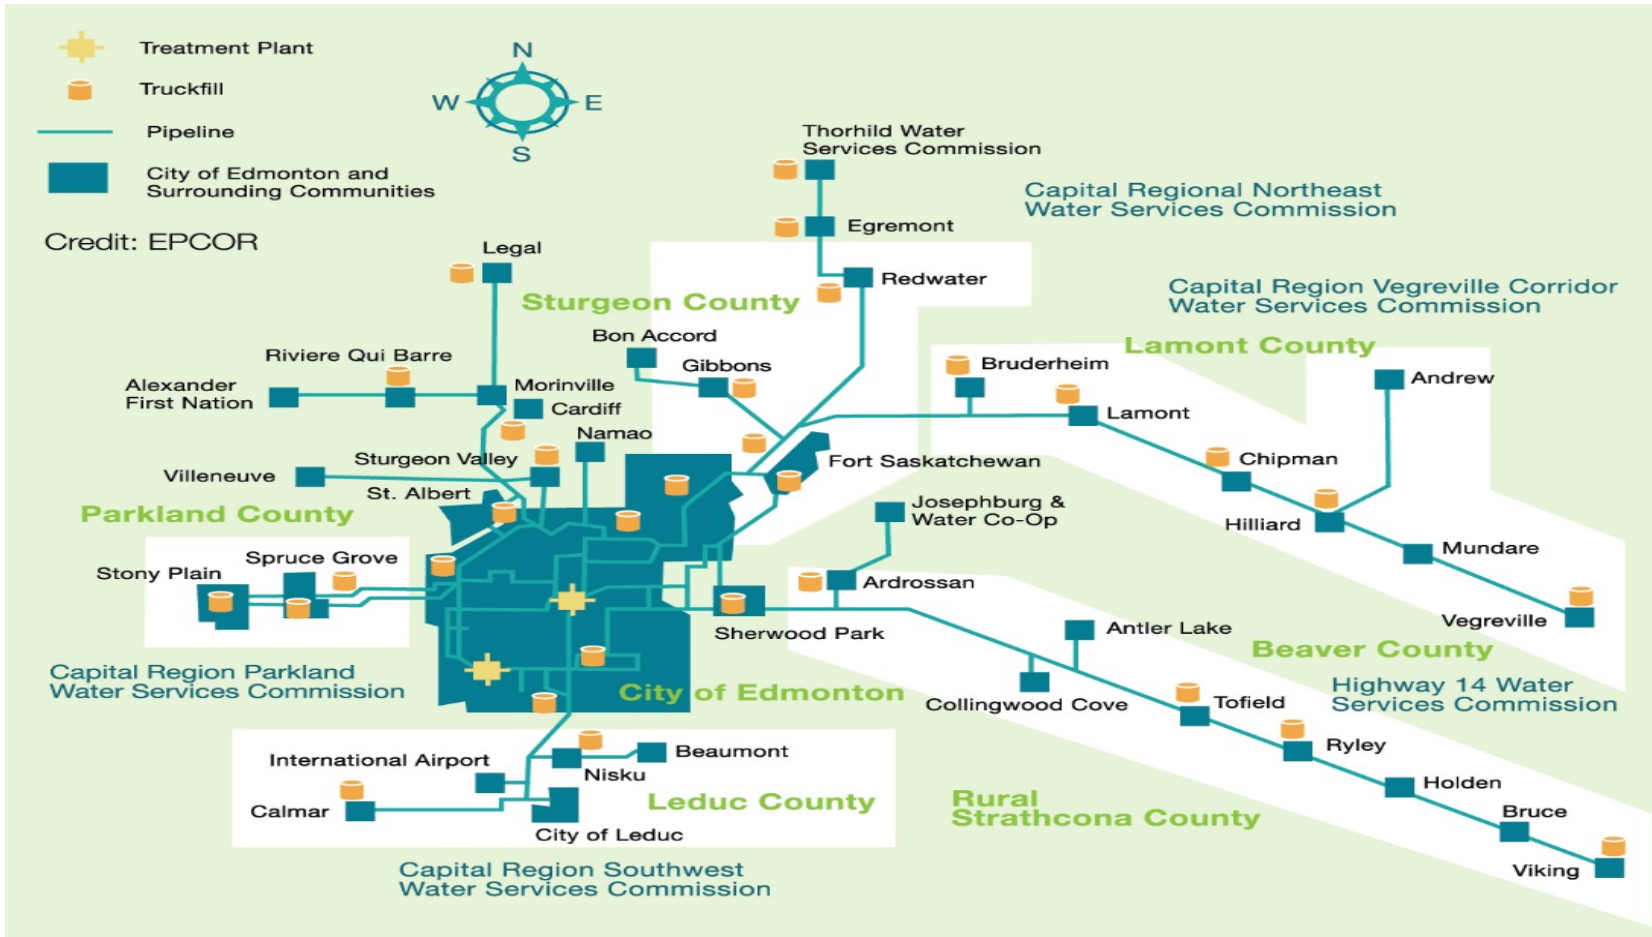 Treatment Plant
Truckfill
Pipeline
City of Edmonton and
Surrounding Communities
Credit: EPCOR
N
W
E
S
Thorhild Water
Services Commission
Capital Regional Northeast
Water Services Commission
Egremont
Legal
Redwater
Sturgeon County
Capital Region Vegreville Corridor
Water Services Commission
Bon Accord
Lamont County
Riviere Qui Barre
Gibbons
Bruderheim
Andrew
Alexander
First Nation
Morinville
Cardiff
Lamont
Namao
Sturgeon Valley
Chipman
Fort Saskatchewan
Villeneuve
St. Albert
Josephburg &
Water Co-Op
Parkland County
Hilliard
Mundare
Spruce Grove
Stony Plain
Ardrossan
Vegreville
Sherwood Park
Antler Lake
Beaver County
Capital Region Parkland
Water Services Commission
City of Edmonton
Highway 14 Water
Services Commission
Collingwood Cove
Tofield
Ryley
International Airport
Beaumont
Nisku
Holden
Calmar
Leduc County
Rural
Strathcona County
Bruce
City of Leduc
Viking
Capital Region Southwest
Water Services Commission